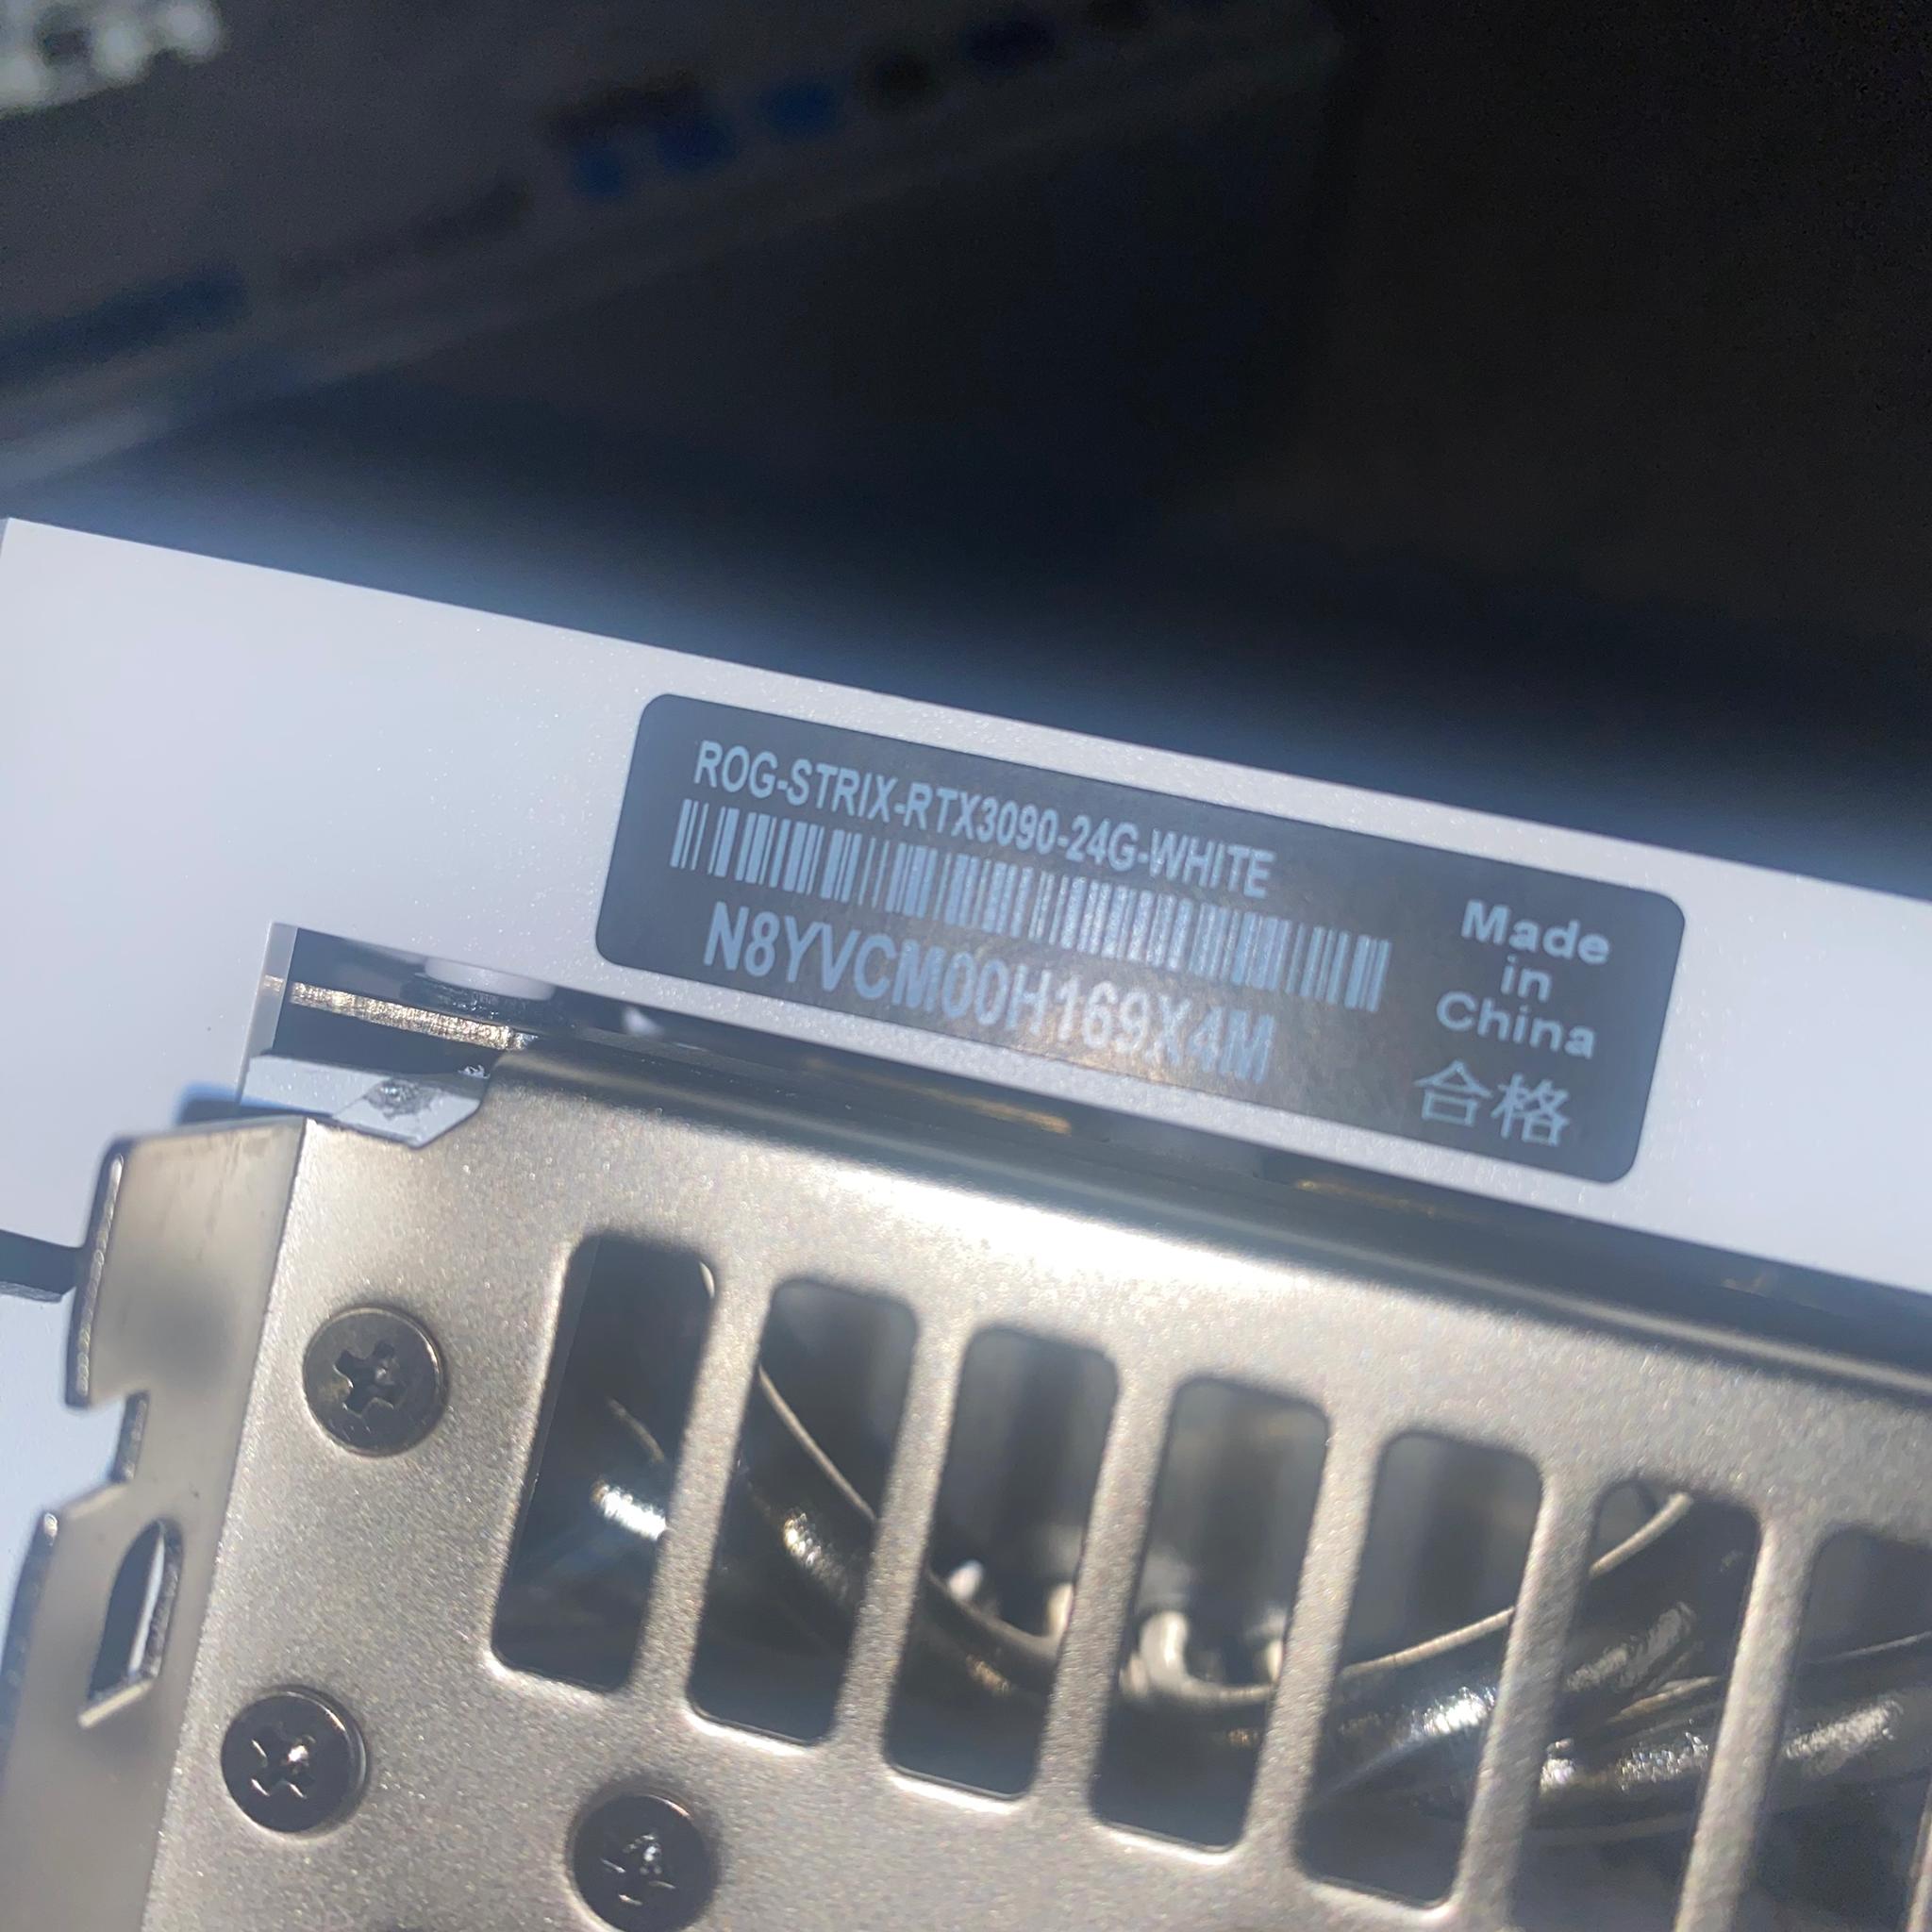 ROG-STRIX-RTX3090-24G-WHITE
N8YVCM00H169X4M
Made
in
China
合格